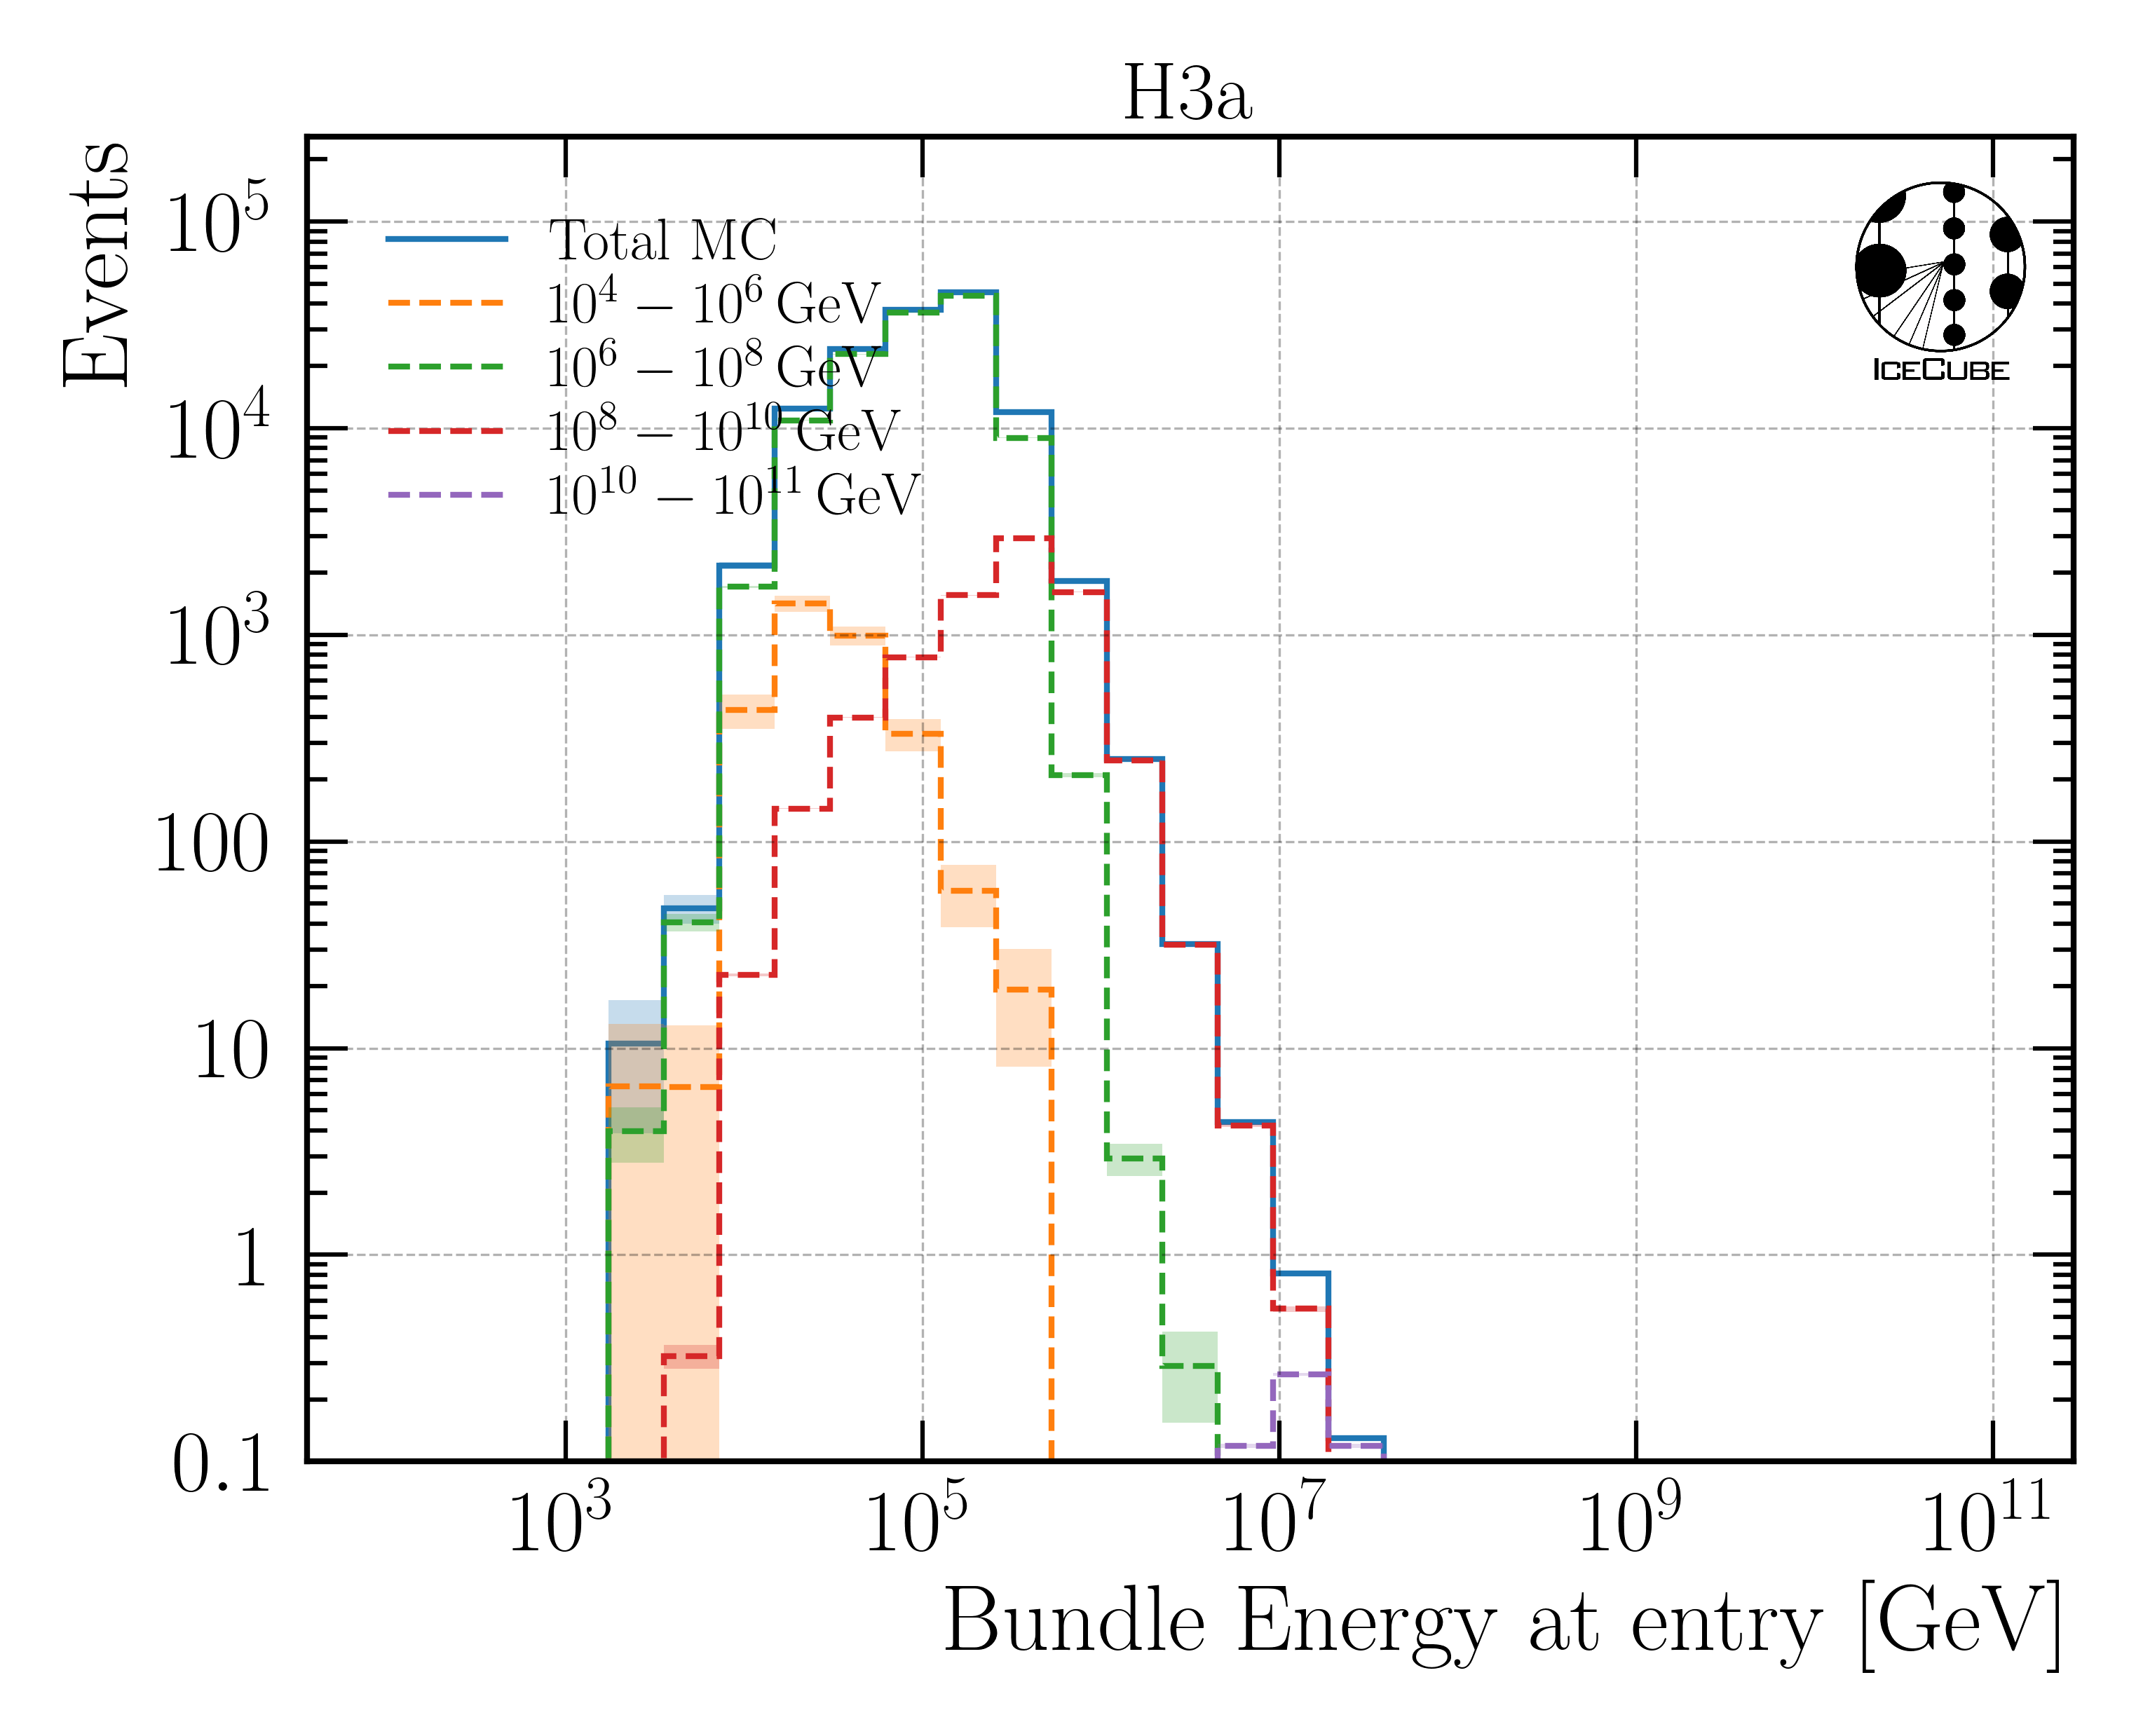 H3a
Events
10^5
10^4
10^3
100
10
1
0.1
Total MC
10^4 − 10^6 GeV
10^6 − 10^8 GeV
10^8 − 10^10 GeV
10^10 − 10^11 GeV
ICECUBE
10^3 10^5 10^7 10^9 10^11
Bundle Energy at entry [GeV]